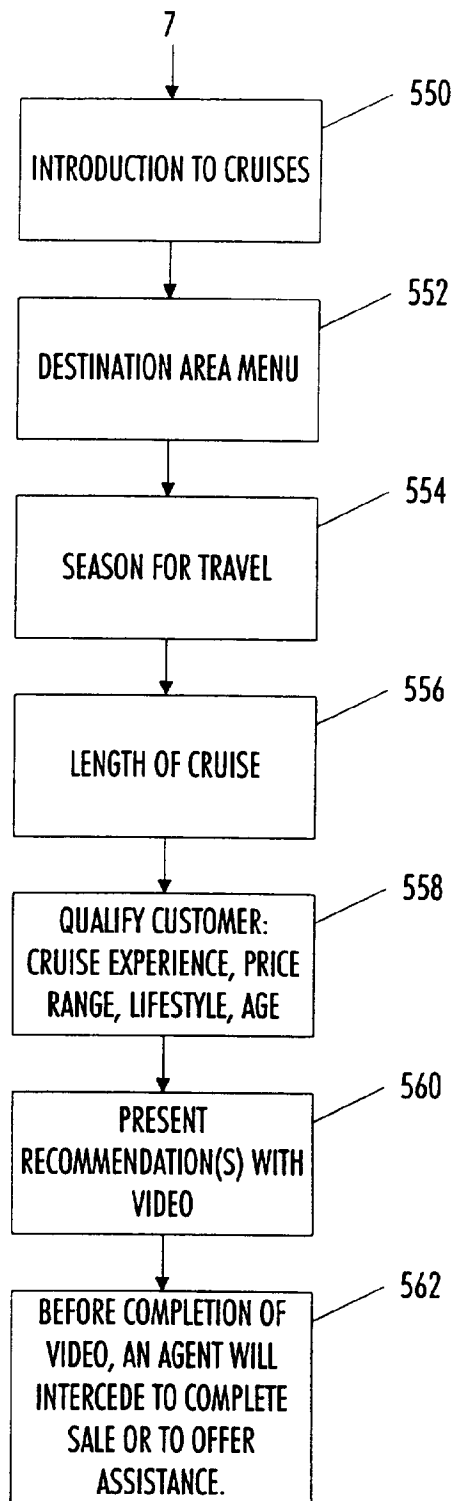 7
550
INTRODUCTION TO CRUISES
552
DESTINATION AREA MENU
554
SEASON FOR TRAVEL
556
LENGTH OF CRUISE
558
QUALIFY CUSTOMER:
CRUISE EXPERIENCE, PRICE
RANGE, LIFESTYLE, AGE
560
PRESENT
RECOMMENDATION(S) WITH
VIDEO
562
BEFORE COMPLETION OF
VIDEO, AN AGENT WILL
INTERCEDE TO COMPLETE
SALE OR TO OFFER
ASSISTANCE.